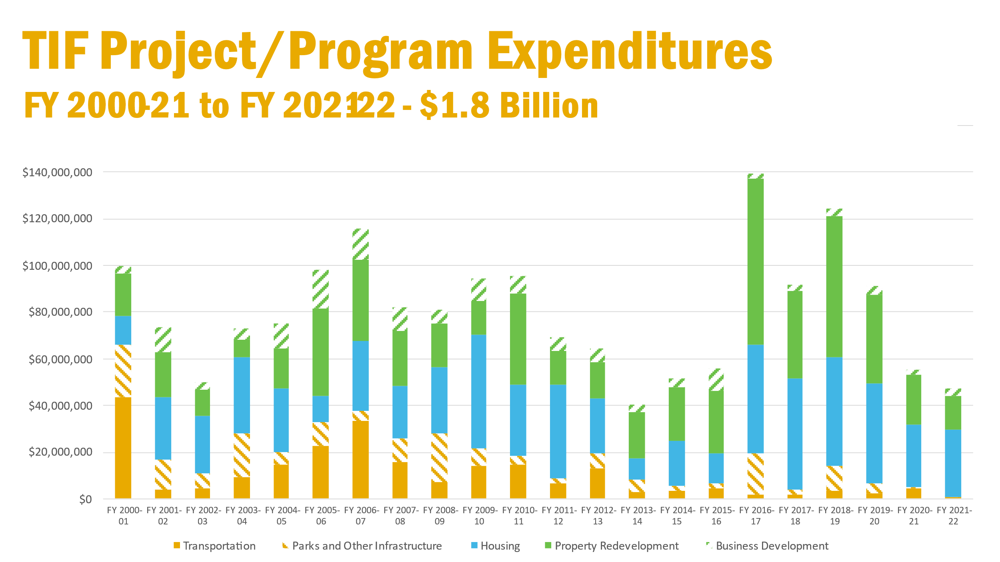 TIF Project/Program Expenditures
FY 2000-21 to FY 2021-22 - $1.8 Billion
$140,000,000
$120,000,000
$100,000,000
$80,000,000
$60,000,000
$40,000,000
$20,000,000
$0
FY 2000-01 FY 2001-02 FY 2002-03 FY 2003-04 FY 2004-05 FY 2005-06 FY 2006-07 FY 2007-08 FY 2008-09 FY 2009-10 FY 2010-11 FY 2011-12 FY 2012-13 FY 2013-14 FY 2014-15 FY 2015-16 FY 2016-17 FY 2017-18 FY 2018-19 FY 2019-20 FY 2020-21 FY 2021-22
Transportation Parks and Other Infrastructure Housing Property Redevelopment Business Development